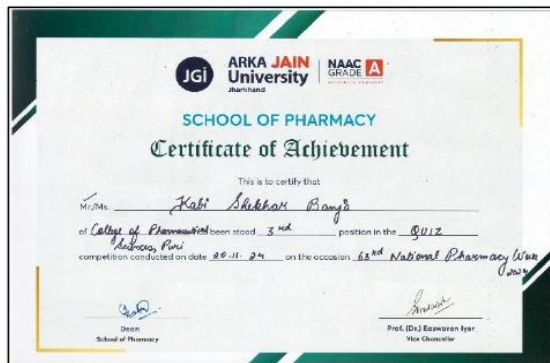 JGi
ARKA JAIN
University
Jharkhand
NAAC
GRADE A
SCHOOL OF PHARMACY
Certificate of Achievement
This is to certify that
Mr./Ms. Kabi Shekhar
of College of Pharmaceutical has been stood 3rd position in the QUIZ
Sciences, Puri
competition conducted on date 20.11.24 on the occasion 63rd National Pharmacy Week
2024
Dean
School of Pharmacy
Prof. (Dr.) Easwaran Iyer
Vice Chancellor